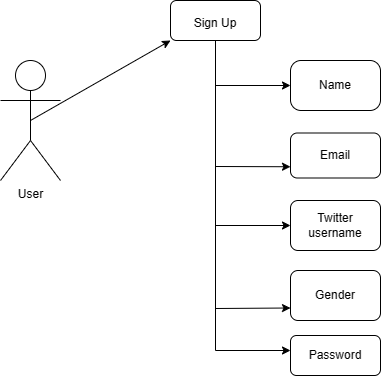 Sign Up
Name
Email
User
Twitter
username
Gender
Password